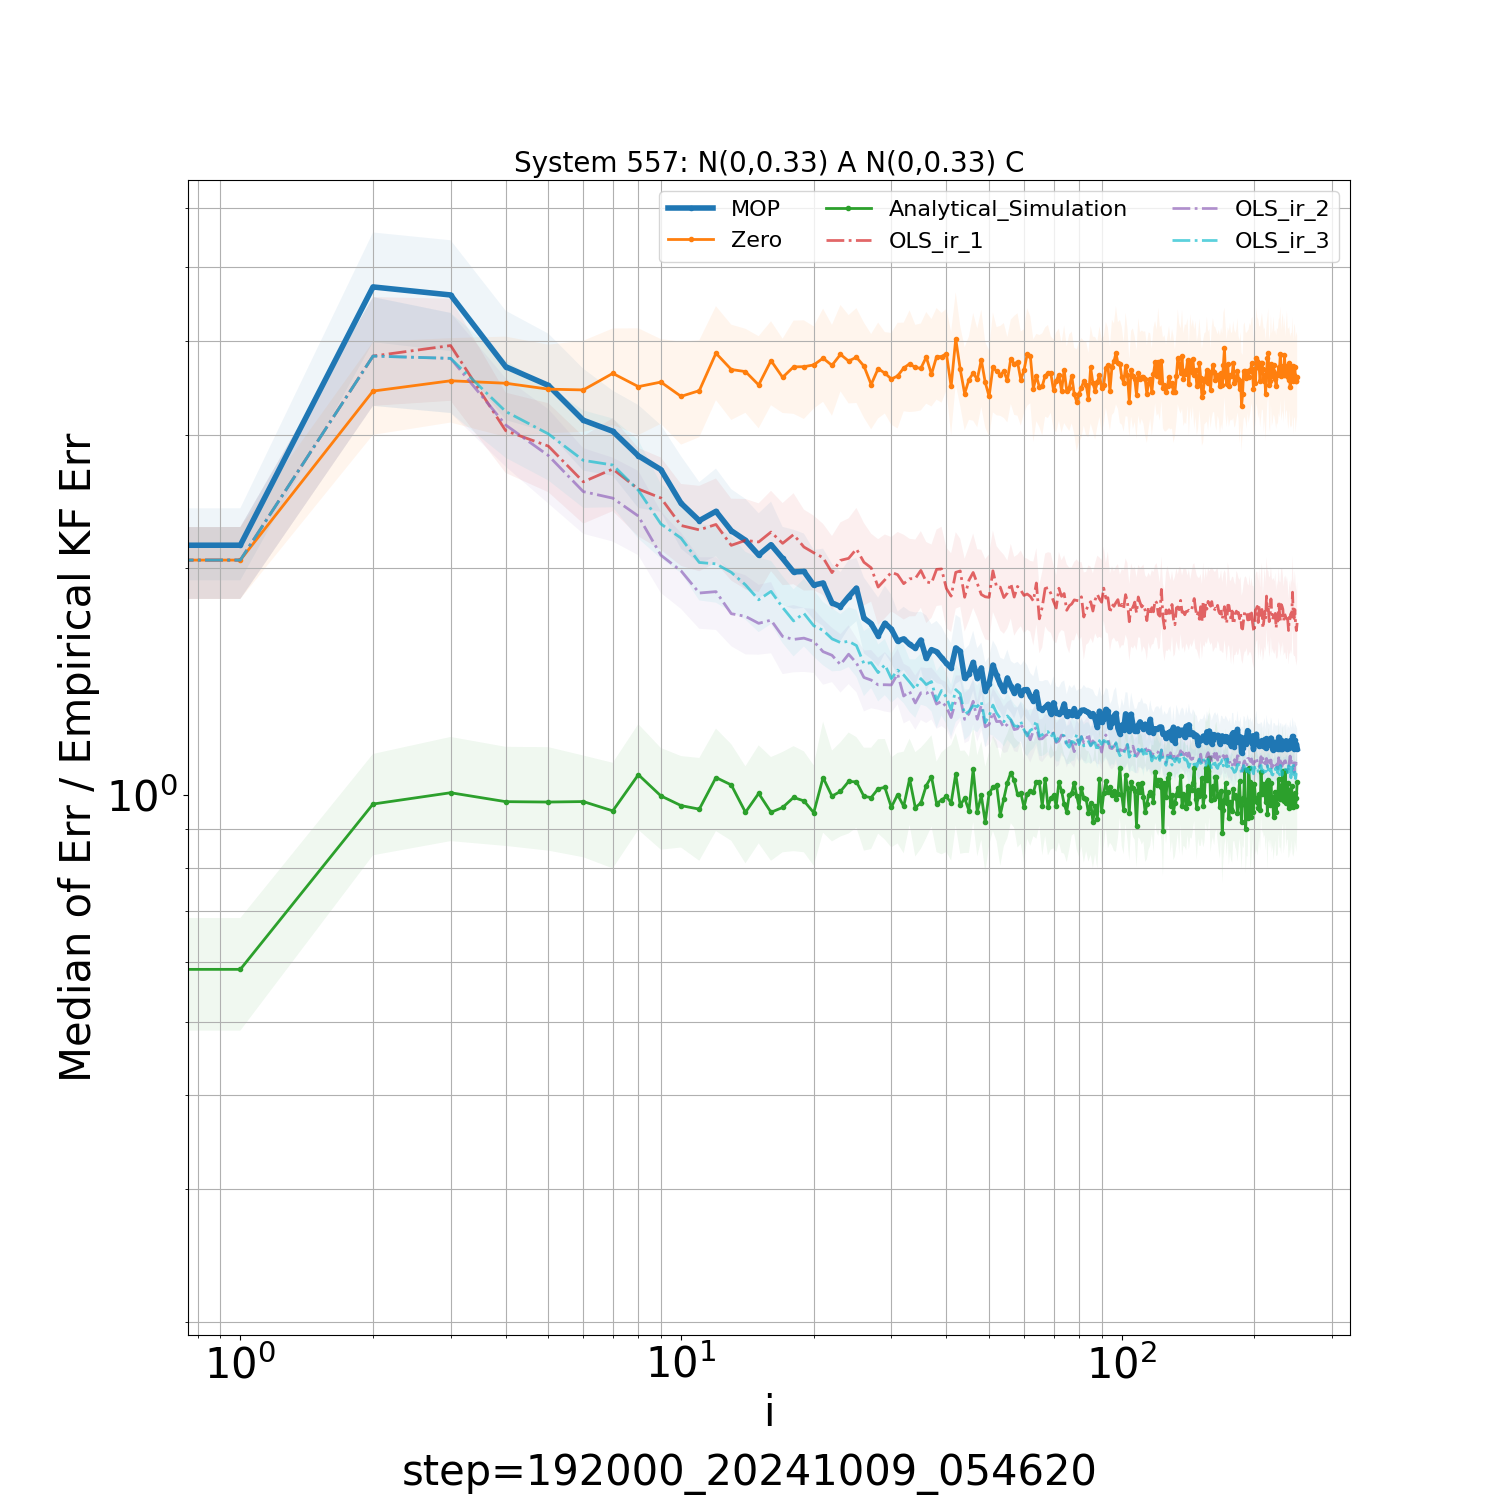 System 557: N(0,0.33) A N(0,0.33) C
MOP
Zero
Analytical_Simulation
OLS_ir_1
OLS_ir_2
OLS_ir_3
Median of Err / Empirical KF Err
10⁰
10⁰ 10¹ 10²
i
step=192000_20241009_054620